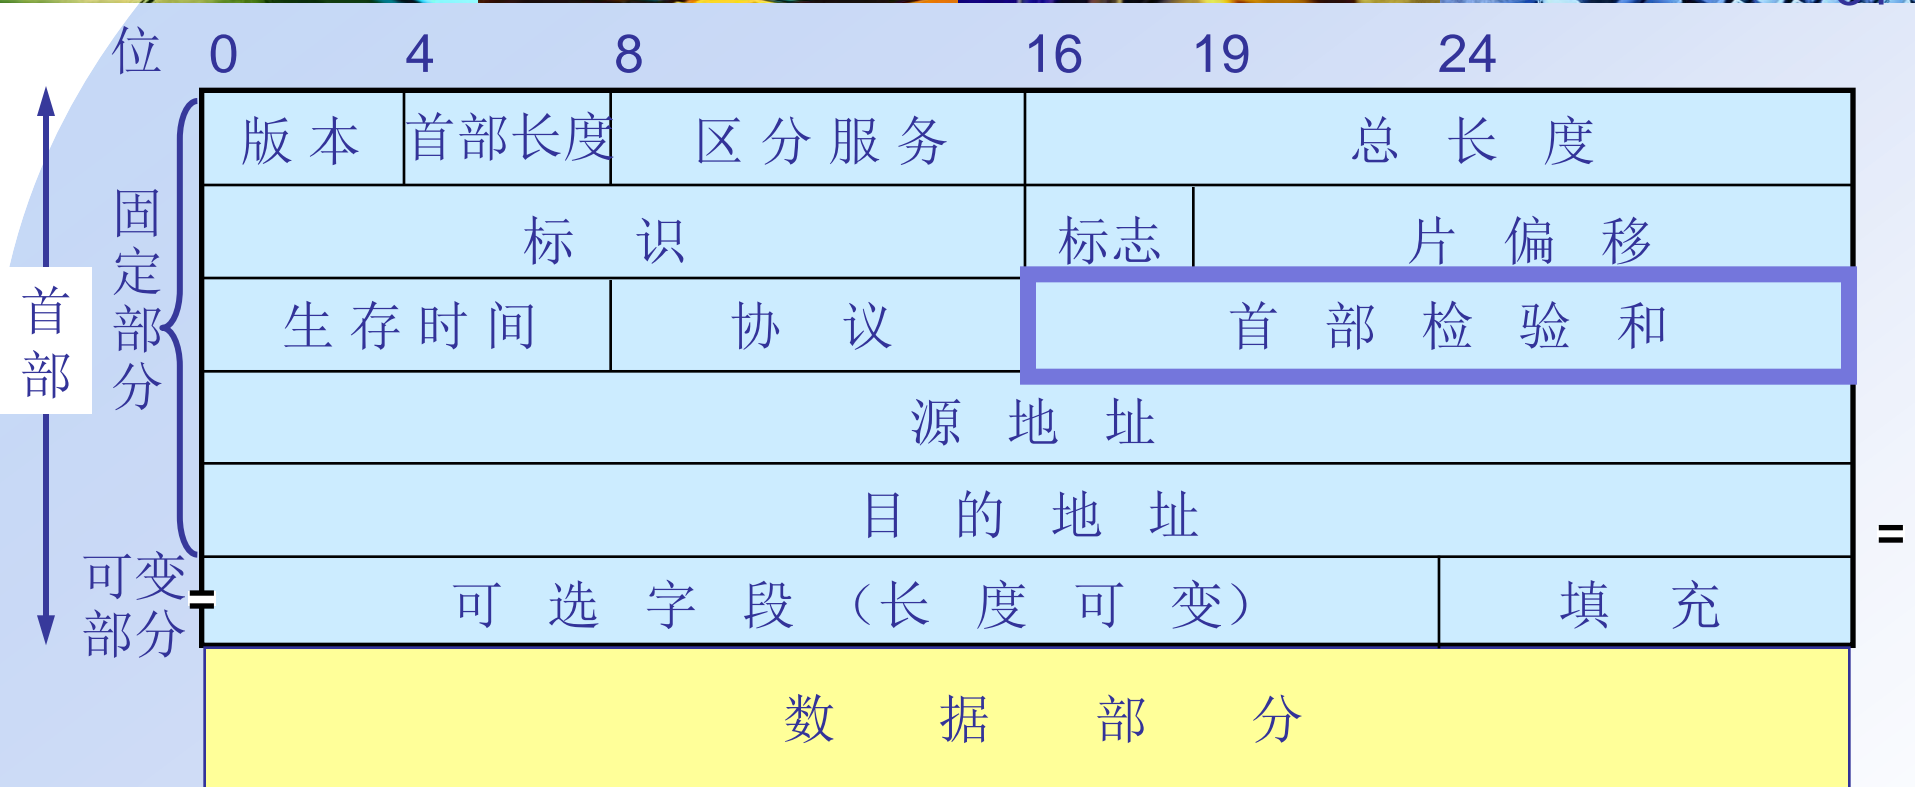 位 0 4 8 16 19 24
版本 首部长度 区分服务 总长度
标识 标志 片偏移
生存时间 协议 首部检验和
源地址
目的地址
可选字段（长度可变） 填充
数据部分
首部
固定部分
可变部分
=
=